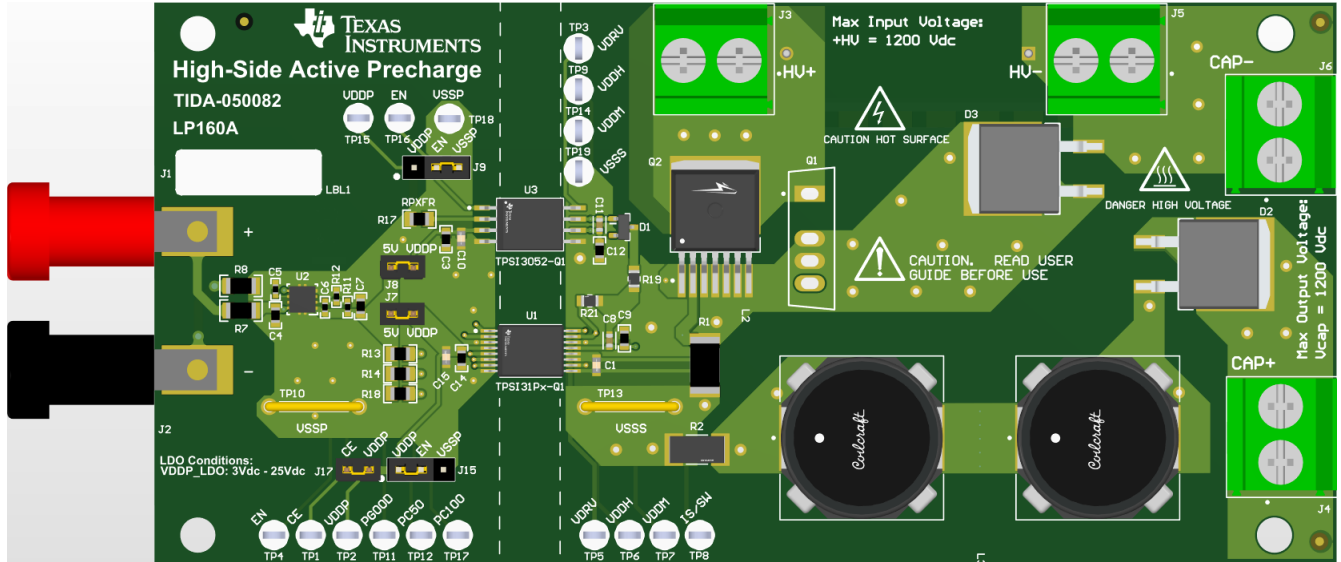 TEXAS
INSTRUMENTS
High-Side Active Precharge
TIDA-050082
LP160A
J1
LBL1
VDDP
EN
VSSP
TP15
TP16
TP18
VDDP
EN
VSSP
J9
TP3
VDRV
TP9
VDDH
TP14
VDDM
TP19
VSSS
J3
HV+
Max Input Voltage:
+HV = 1200 Vdc
J5
HV-
CAP-
J6
CAUTION HOT SURFACE
D3
DANGER HIGH VOLTAGE
D2
Q2
Q1
CAUTION. READ USER
GUIDE BEFORE USE
Max Output Voltage:
Vcap = 1200 Vdc
CAP+
J4
+
-
RPXFR
R17
C3
C10
U3
TPSI3052-Q1
C11
D1
C12
R19
R21
5V VDDP
J8
J7
5V VDDP
R8
R7
C5
C4
U2
C6
R12
R11
C7
U1
TPSI31Px-Q1
C8
C9
C1
R1
L2
R13
R14
R18
C15
C14
TP10
VSSP
TP13
VSSS
R2
Coilcraft
Coilcraft
J2
LDO Conditions:
VDDP_LDO: 3Vdc - 25Vdc
J17
CE
VDDP
VDDP
EN
VSSP
J15
EN
CE
VDDP
PGOOD
PC50
PC100
TP4
TP1
TP2
TP11
TP12
TP17
VDRV
VDDH
VDDM
IS/SW
TP5
TP6
TP7
TP8